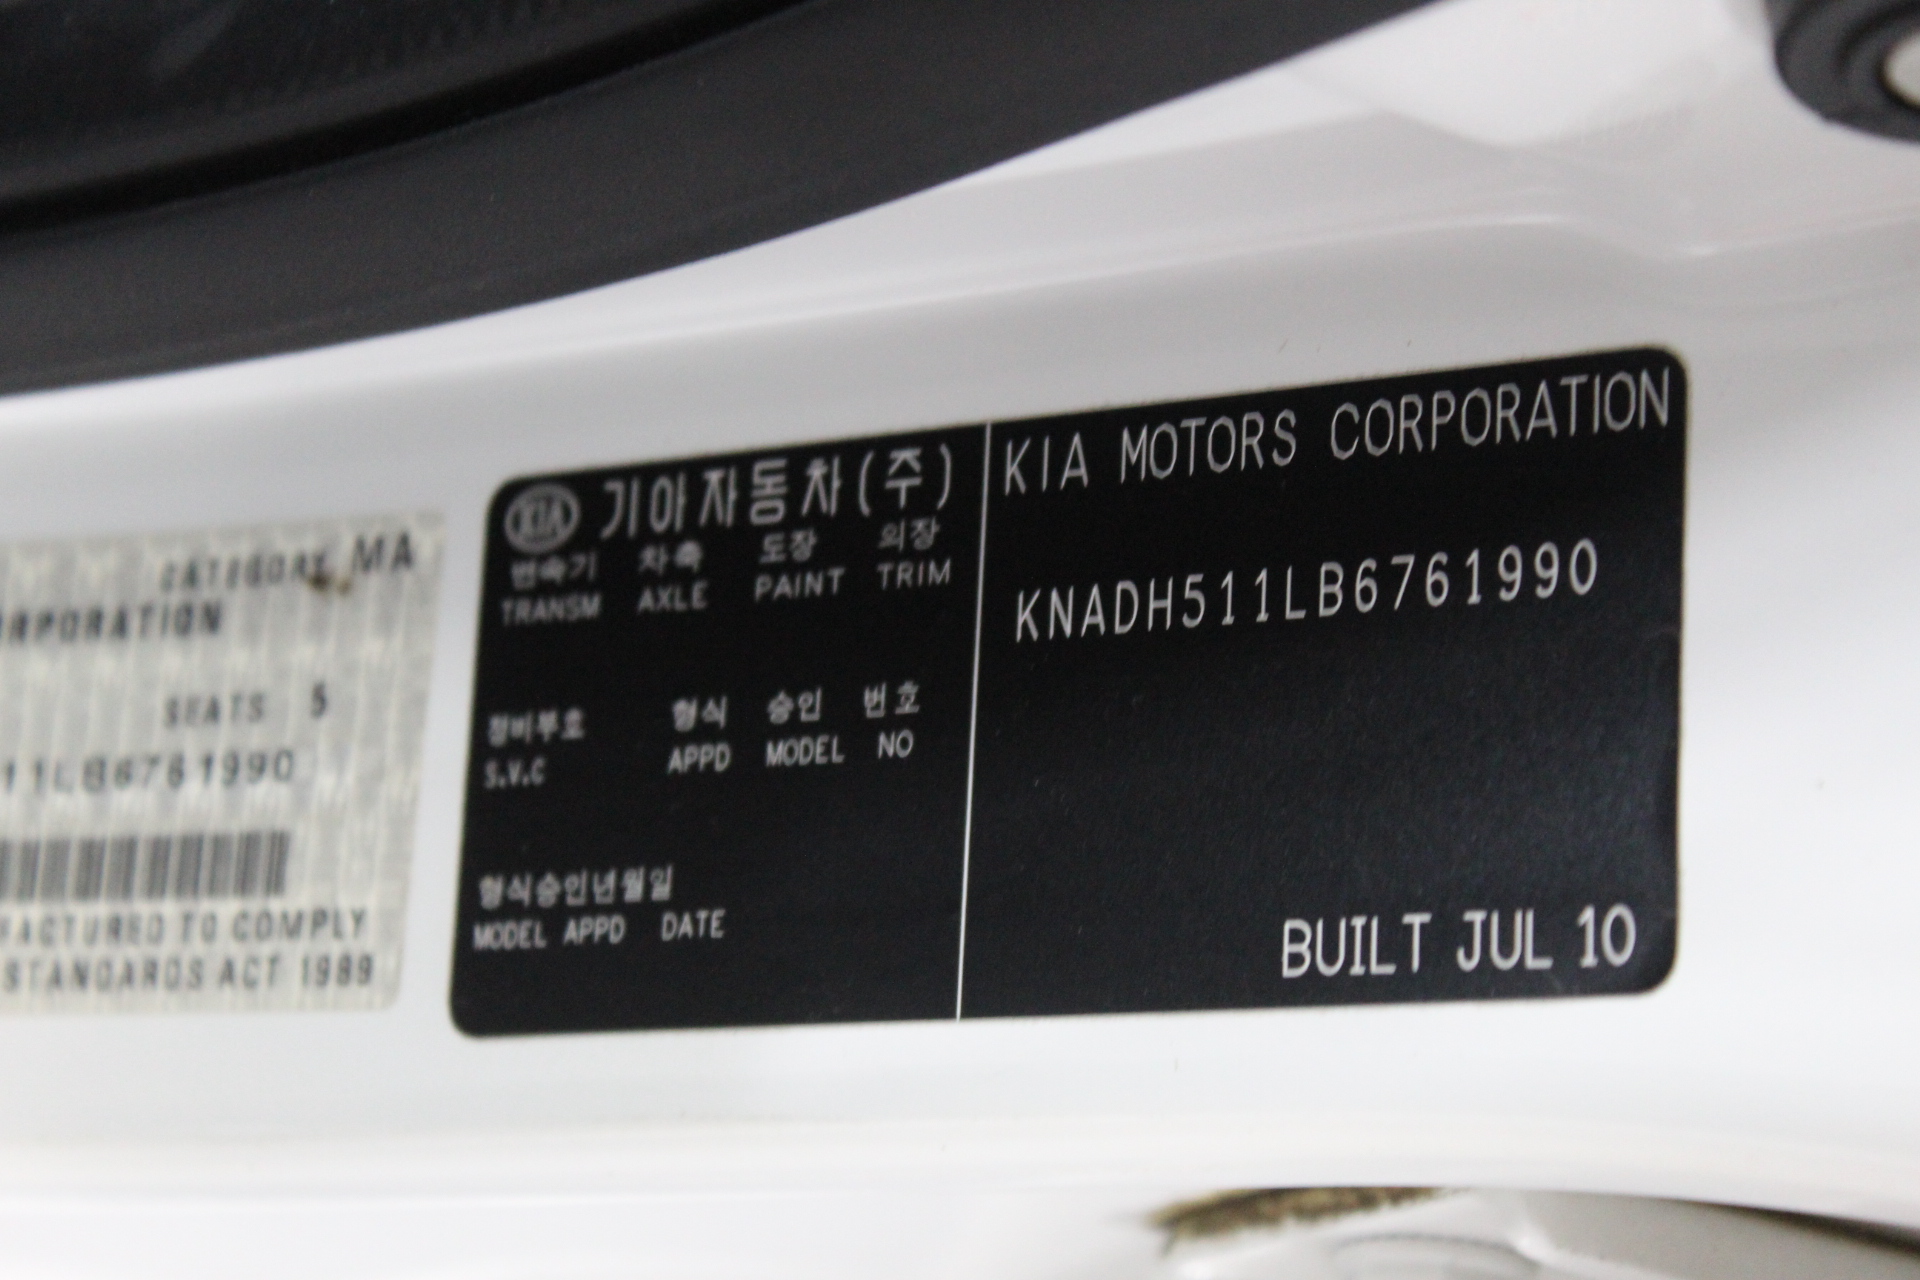 CATEGORY MA
ORPORATION
SEATS 5
11LB6761990
FACTURED TO COMPLY
STANDARDS ACT 1989
KIA 기아자동차(주)
변속기 차축 도장 의장
TRANSM AXLE PAINT TRIM
장비부호 형식 승인 번호
S.V.C APPD MODEL NO
형식승인년월일
MODEL APPD DATE
KIA MOTORS CORPORATION
KNADH511LB6761990
BUILT JUL 10